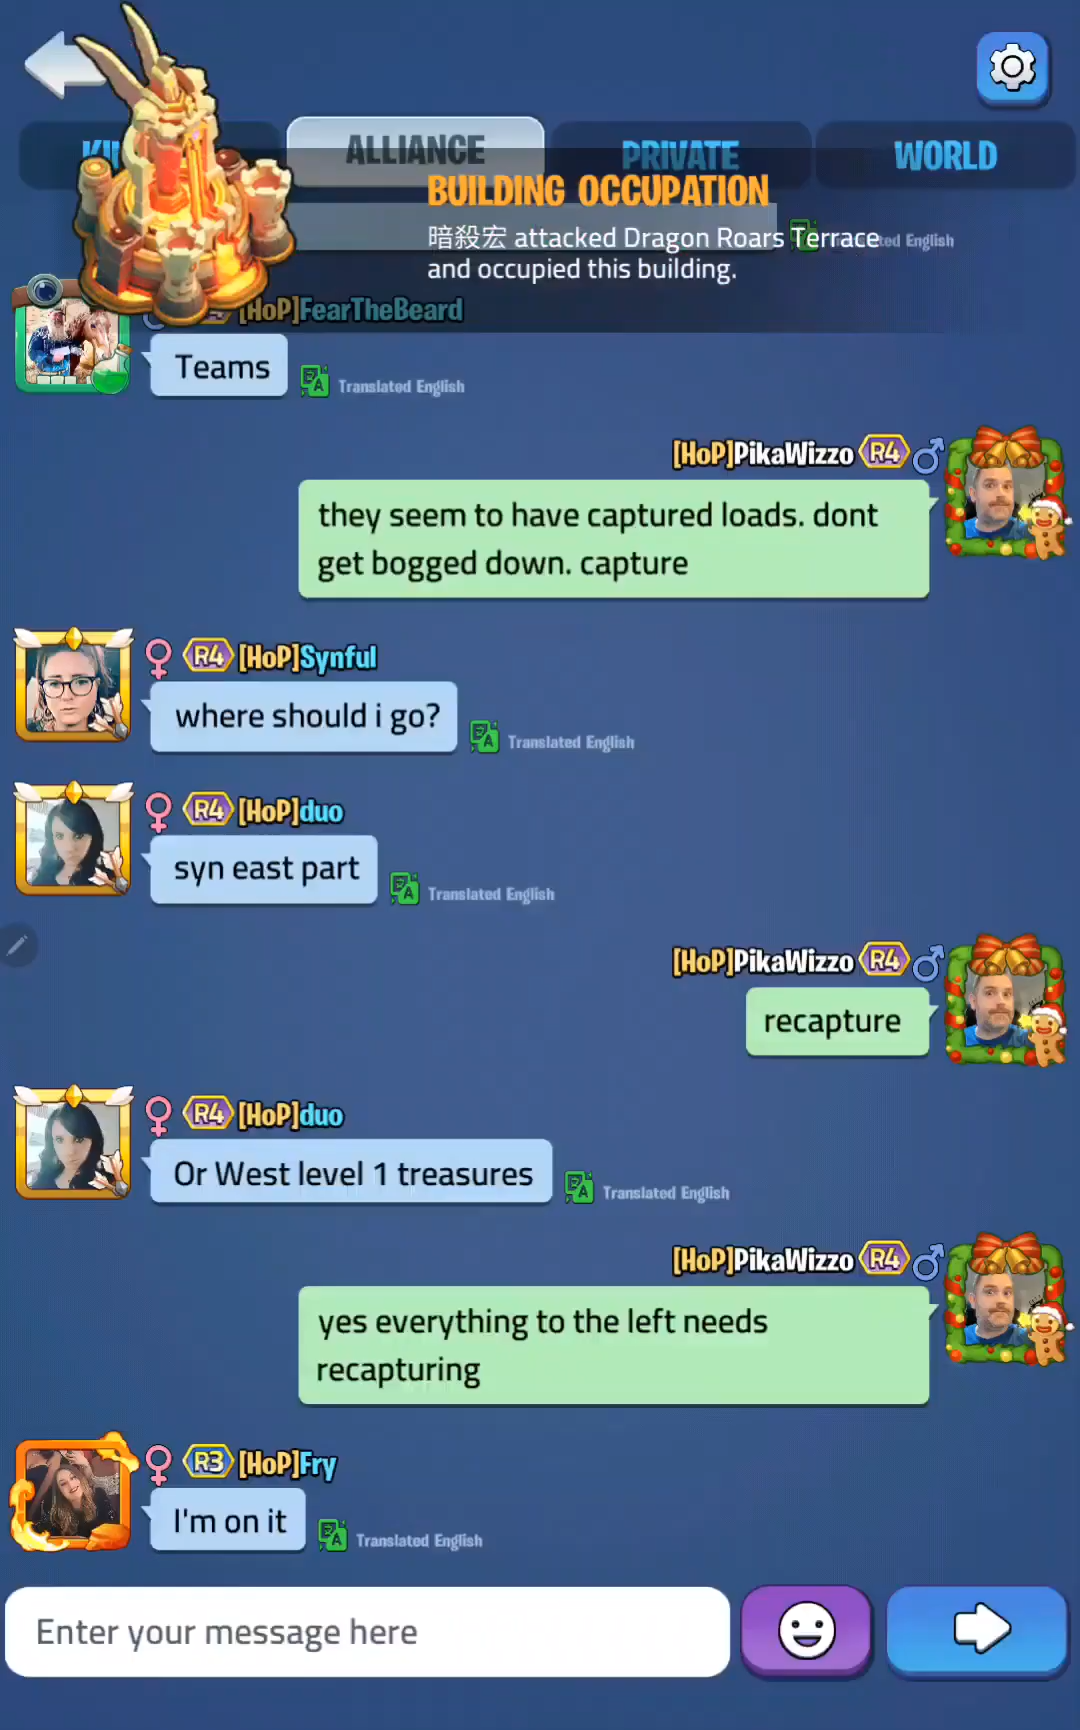 ALLIANCE
PRIVATE
WORLD
BUILDING OCCUPATION
暗殺宏 attacked Dragon Roars Terrace
and occupied this building.
English
[HoP]FearTheBeard
Teams
Translated English
[HoP]PikaWizzo R4
they seem to have captured loads. dont
get bogged down. capture
R4 [HoP]Synful
where should i go?
Translated English
R4 [HoP]duo
syn east part
Translated English
[HoP]PikaWizzo R4
recapture
R4 [HoP]duo
Or West level 1 treasures
Translated English
[HoP]PikaWizzo R4
yes everything to the left needs
recapturing
R3 [HoP]Fry
I'm on it
Translated English
Enter your message here